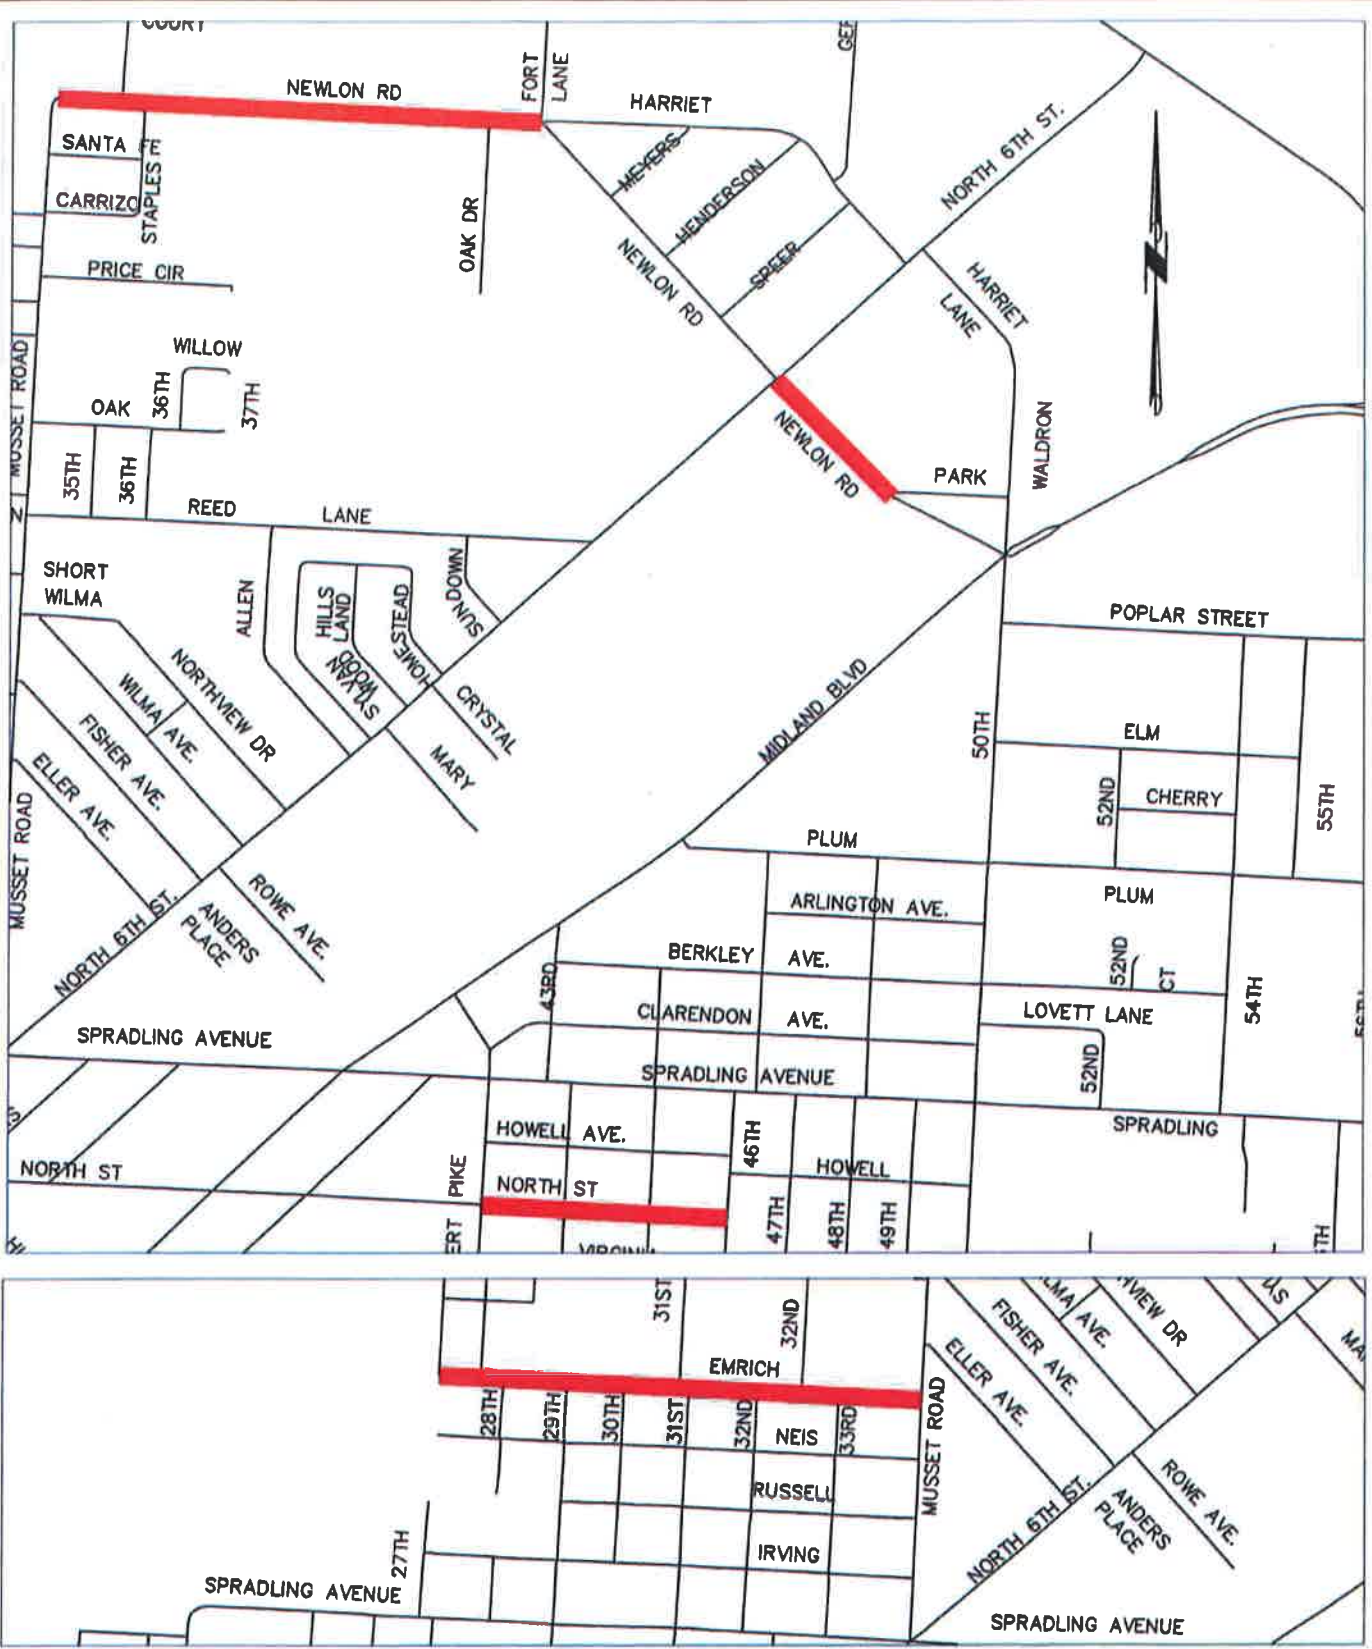 COURT
NEWLON RD
FORT
LANE
HARRIET
SANTA FE
STAPLES
CARRIZO
PRICE CIR
OAK DR
MEYERS
HENDERSON
SPEER
NEWLON RD
NORTH 6TH ST.
HARRIET
LANE
N
WILLOW
36TH
37TH
OAK
35TH
36TH
N MUSSET ROAD
REED LANE
NEWLON RD
PARK
WALDRON
SHORT
WILMA
ALLEN
HILLS
LAND
SYLVAN
WOOD
HOMESTEAD
SUN DOWN
CRYSTAL
MARY
NORTHVIEW DR
WILMA AVE.
FISHER AVE.
ELLER AVE.
MUSSET ROAD
NORTH 6TH ST.
ROWE AVE.
ANDERS
PLACE
MIDLAND BLVD
POPLAR STREET
50TH
ELM
52ND
CHERRY
55TH
PLUM
PLUM
ARLINGTON AVE.
BERKLEY AVE.
43RD
CLARENDON AVE.
52ND
CT
LOVETT LANE
52ND
54TH
SPRADLING AVENUE
SPRADLING AVENUE
SPRADLING
HOWELL AVE.
46TH
HOWELL
NORTH ST
PIKE
ERT
NORTH ST
47TH
48TH
49TH
TH
31ST
32ND
EMRICH
28TH
29TH
30TH
31ST
32ND
33RD
NEIS
RUSSELL
IRVING
27TH
SPRADLING AVENUE
MUSSET ROAD
LMA AVE.
HVIEW DR
FISHER AVE.
ELLER AVE.
NORTH 6TH ST.
ROWE AVE.
ANDERS
PLACE
SPRADLING AVENUE